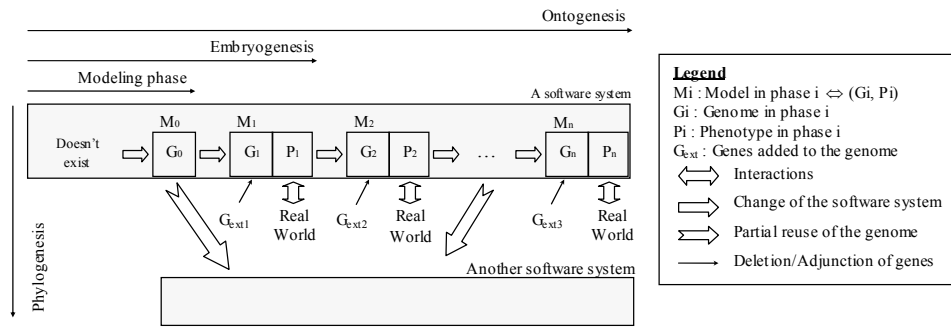 Ontogenesis
Embryogenesis
Modeling phase
A software system
M0 M1 M2 Mn
Doesn't
exist
G0 G1 P1 G2 P2 … Gn Pn
Gext1 Real
World
Gext2 Real
World
Gext3 Real
World
Phylogenesis
Another software system
Legend
Mi : Model in phase i ⇔ (Gi, Pi)
Gi : Genome in phase i
Pi : Phenotype in phase i
Gext : Genes added to the genome
Interactions
Change of the software system
Partial reuse of the genome
Deletion/Adjunction of genes